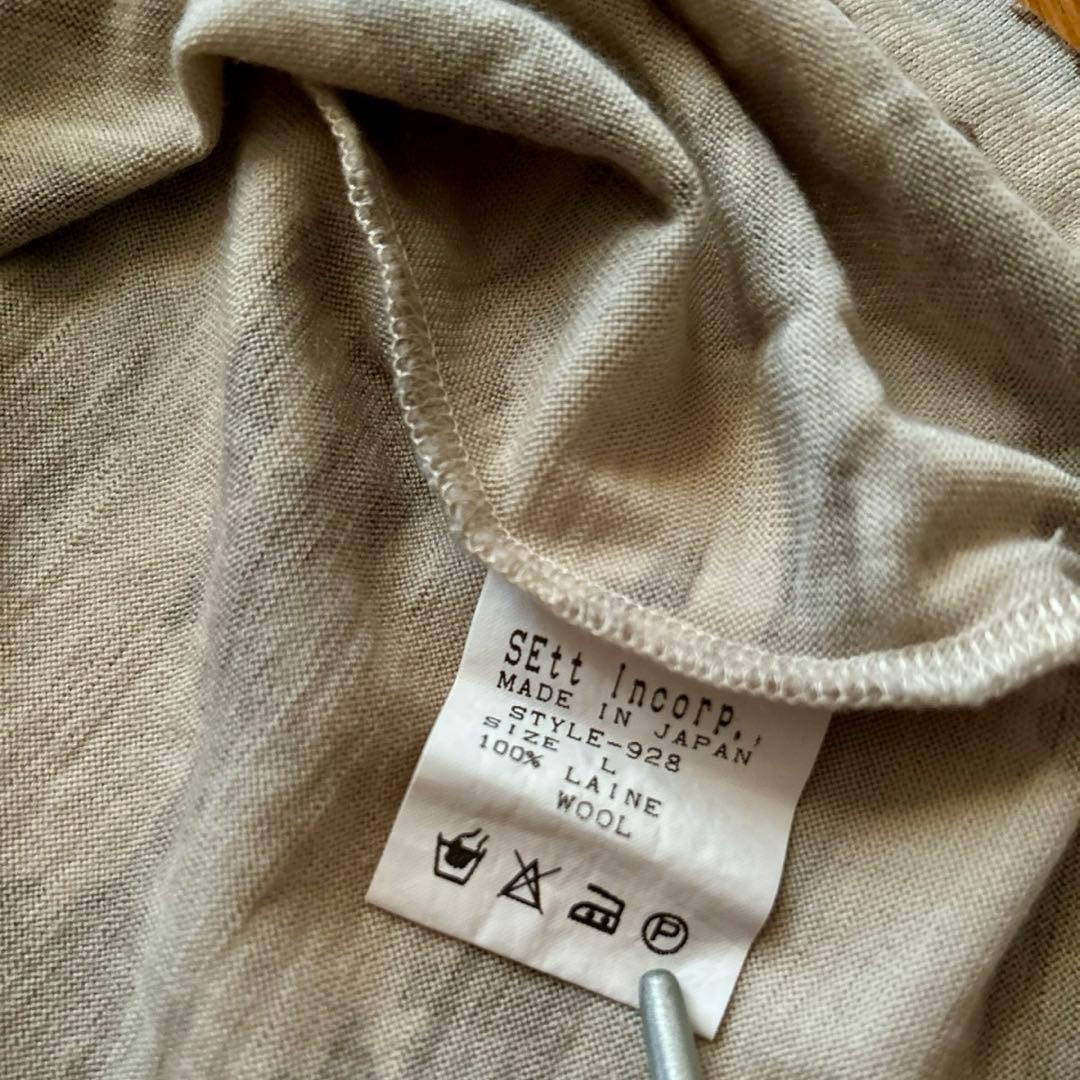 SEtt Incorp.,
MADE IN JAPAN
STYLE-928
SIZE L
100% LAINE
WOOL
P